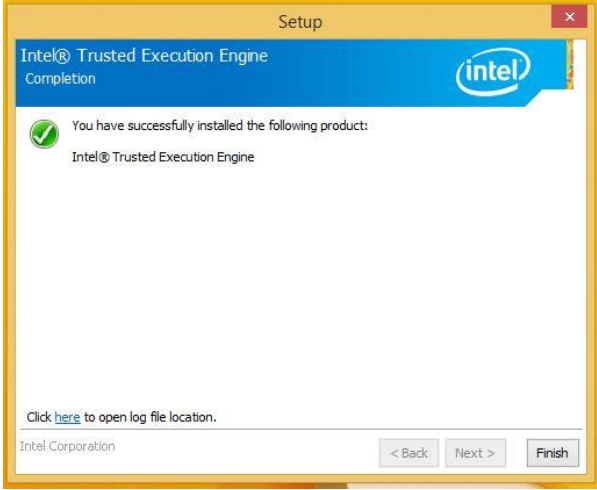 Setup
Intel® Trusted Execution Engine
Completion
intel
You have successfully installed the following product:
Intel® Trusted Execution Engine
Click here to open log file location.
Intel Corporation
< Back
Next >
Finish